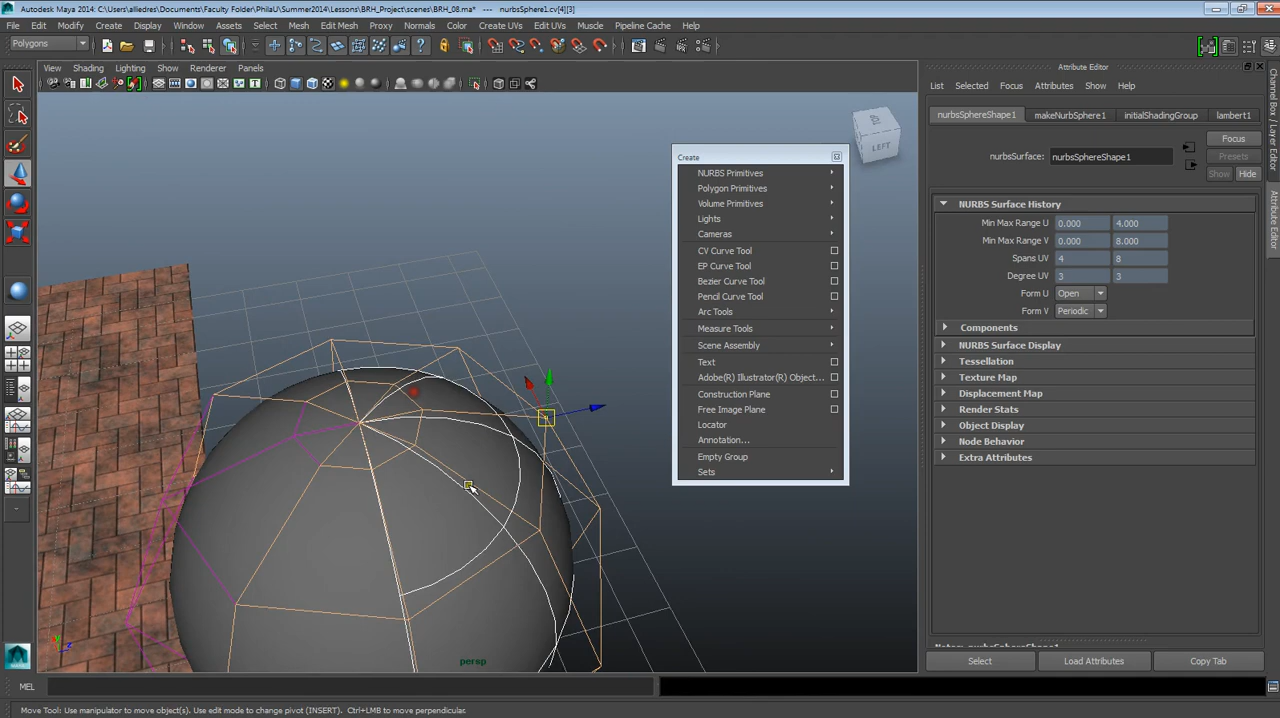 Autodesk Maya 2014: C:\Users\alliedres\Documents\Faculty Folder\PhilaU\Summer2014\Lessons\BRH_Project\scenes\BRH_08.ma* --- nurbsSphere1.cv[4][3]
File Edit Modify Create Display Window Assets Select Mesh Edit Mesh Proxy Normals Color Create UVs Edit UVs Muscle Pipeline Cache Help
Polygons
View Shading Lighting Show Renderer Panels
Attribute Editor
List Selected Focus Attributes Show Help
nurbsSphereShape1 makeNurbSphere1 initialShadingGroup lambert1
nurbsSurface: nurbsSphereShape1
Focus
Presets
Show Hide
NURBS Surface History
Min Max Range U 0.000 4.000
Min Max Range V 0.000 8.000
Spans UV 4 8
Degree UV 3 3
Form U Open
Form V Periodic
Components
NURBS Surface Display
Tessellation
Texture Map
Displacement Map
Render Stats
Object Display
Node Behavior
Extra Attributes
Select Load Attributes Copy Tab
Channel Box / Layer Editor
Attribute Editor
LEFT
Create
NURBS Primitives
Polygon Primitives
Volume Primitives
Lights
Cameras
CV Curve Tool
EP Curve Tool
Bezier Curve Tool
Pencil Curve Tool
Arc Tools
Measure Tools
Scene Assembly
Text
Adobe(R) Illustrator(R) Object...
Construction Plane
Free Image Plane
Locator
Annotation...
Empty Group
Sets
persp
MEL
Move Tool: Use manipulator to move object(s). Use edit mode to change pivot (INSERT). Ctrl+LMB to move perpendicular.